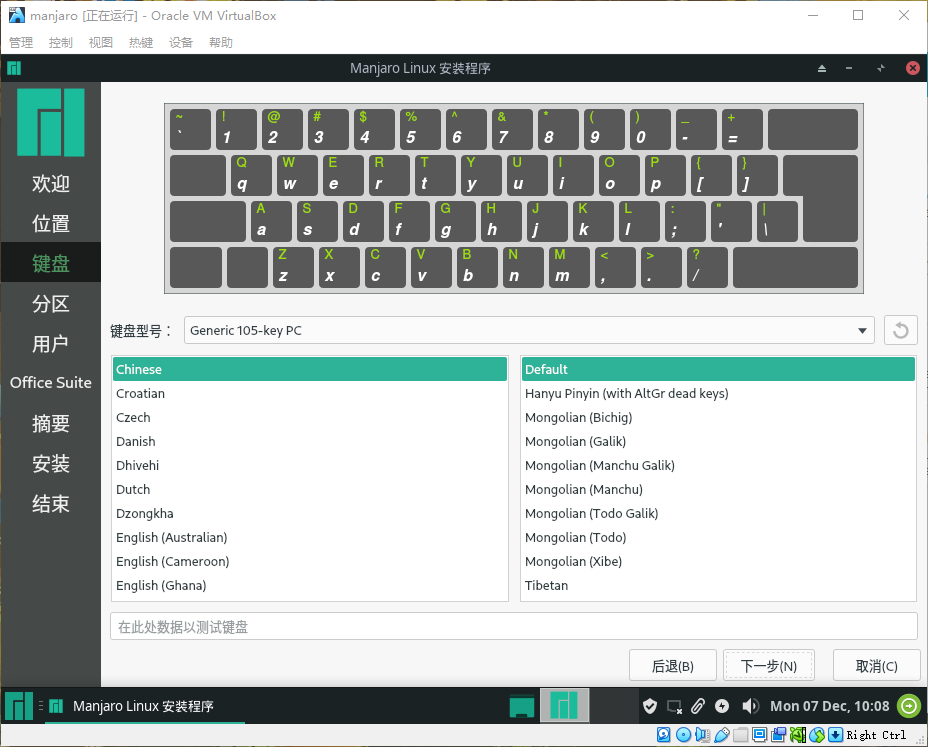 manjaro [正在运行] - Oracle VM VirtualBox
管理 控制 视图 热键 设备 帮助
Manjaro Linux 安装程序
~ ! @ # $ % ^ & * ( ) _ +
` 1 2 3 4 5 6 7 8 9 0 - =
Q W E R T Y U I O P { }
q w e r t y u i o p [ ]
A S D F G H J K L : " |
a s d f g h j k l ; ' \
Z X C V B N M < > ?
z x c v b n m , . /
欢迎
位置
键盘
分区
用户
Office Suite
摘要
安装
结束
键盘型号： Generic 105-key PC
Chinese
Croatian
Czech
Danish
Dhivehi
Dutch
Dzongkha
English (Australian)
English (Cameroon)
English (Ghana)
Default
Hanyu Pinyin (with AltGr dead keys)
Mongolian (Bichig)
Mongolian (Galik)
Mongolian (Manchu Galik)
Mongolian (Manchu)
Mongolian (Todo Galik)
Mongolian (Todo)
Mongolian (Xibe)
Tibetan
在此处数据以测试键盘
后退(B) 下一步(N) 取消(C)
Manjaro Linux 安装程序
Mon 07 Dec, 10:08
Right Ctrl